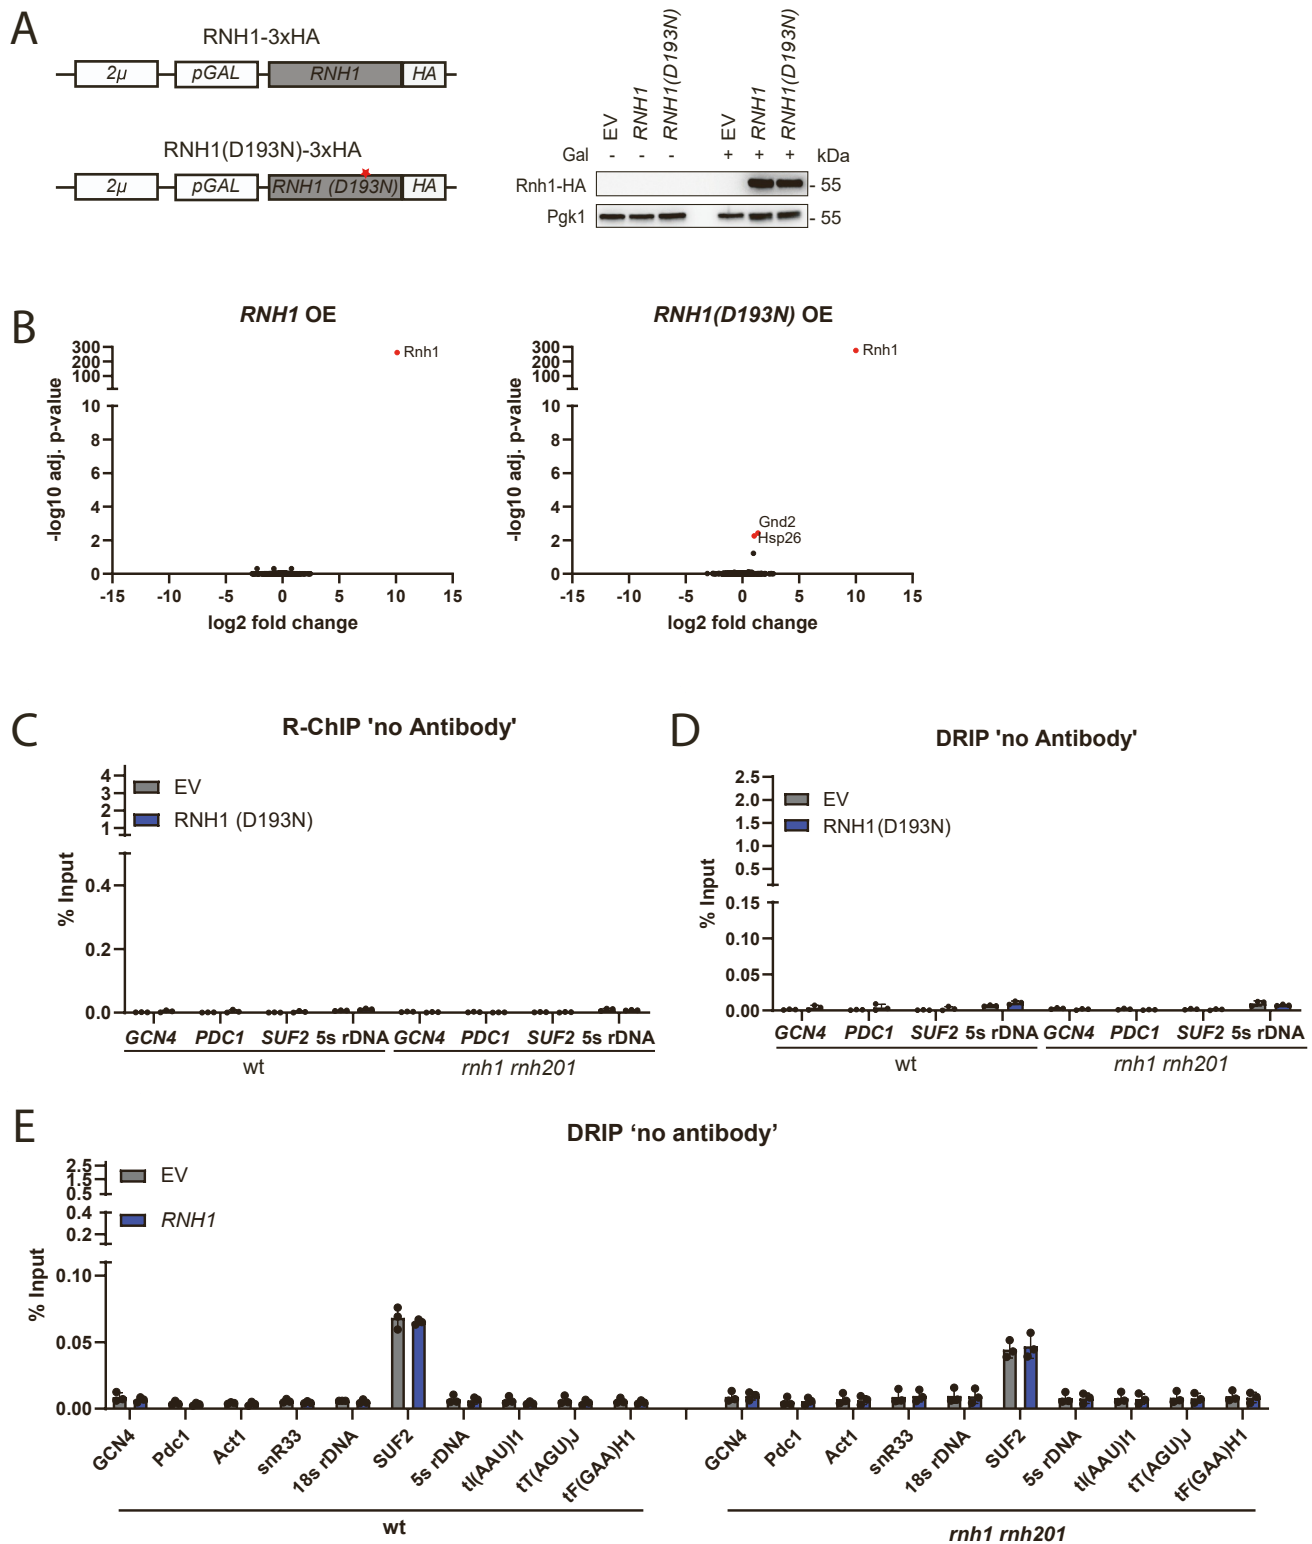 A
RNH1-3xHA
2µ pGAL RNH1 HA
RNH1(D193N)-3xHA
2µ pGAL RNH1 (D193N) HA
EV RNH1 RNH1(D193N) EV RNH1 RNH1(D193N)
Gal - - - + + + kDa
Rnh1-HA - 55
Pgk1 - 55
B
RNH1 OE
-log10 adj. p-value
300
200
100
10
8
6
4
2
0
Rnh1
-15 -10 -5 0 5 10 15
log2 fold change
RNH1(D193N) OE
-log10 adj. p-value
300
200
100
10
8
6
4
2
0
Rnh1
Gnd2
Hsp26
-15 -10 -5 0 5 10 15
log2 fold change
C
R-ChIP 'no Antibody'
% Input
4
3
2
1
0.4
0.2
0.0
EV
RNH1 (D193N)
GCN4 PDC1 SUF2 5s rDNA GCN4 PDC1 SUF2 5s rDNA
wt rnh1 rnh201
D
DRIP 'no Antibody'
% Input
2.5
2.0
1.5
1.0
0.5
0.15
0.10
0.05
0.00
EV
RNH1(D193N)
GCN4 PDC1 SUF2 5s rDNA GCN4 PDC1 SUF2 5s rDNA
wt rnh1 rnh201
E
DRIP ‘no antibody’
% Input
2.5
1.5
0.5
0.4
0.2
0.10
0.05
0.00
EV
RNH1
GCN4 Pdc1 Act1 snR33 18s rDNA SUF2 5s rDNA tI(AAU)I1 tT(AGU)J tF(GAA)H1 GCN4 Pdc1 Act1 snR33 18s rDNA SUF2 5s rDNA tI(AAU)I1 tT(AGU)J tF(GAA)H1
wt rnh1 rnh201